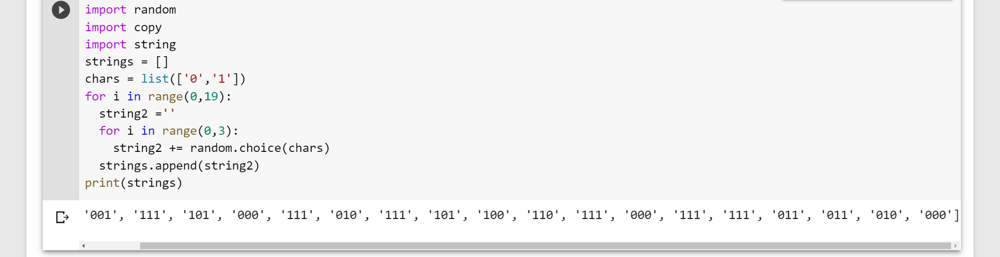 import random
import copy
import string
strings = []
chars = list(['0','1'])
for i in range(0,19):
  string2 =''
  for i in range(0,3):
    string2 += random.choice(chars)
  strings.append(string2)
print(strings)
'001', '111', '101', '000', '111', '010', '111', '101', '100', '110', '111', '000', '111', '111', '011', '011', '010', '000']